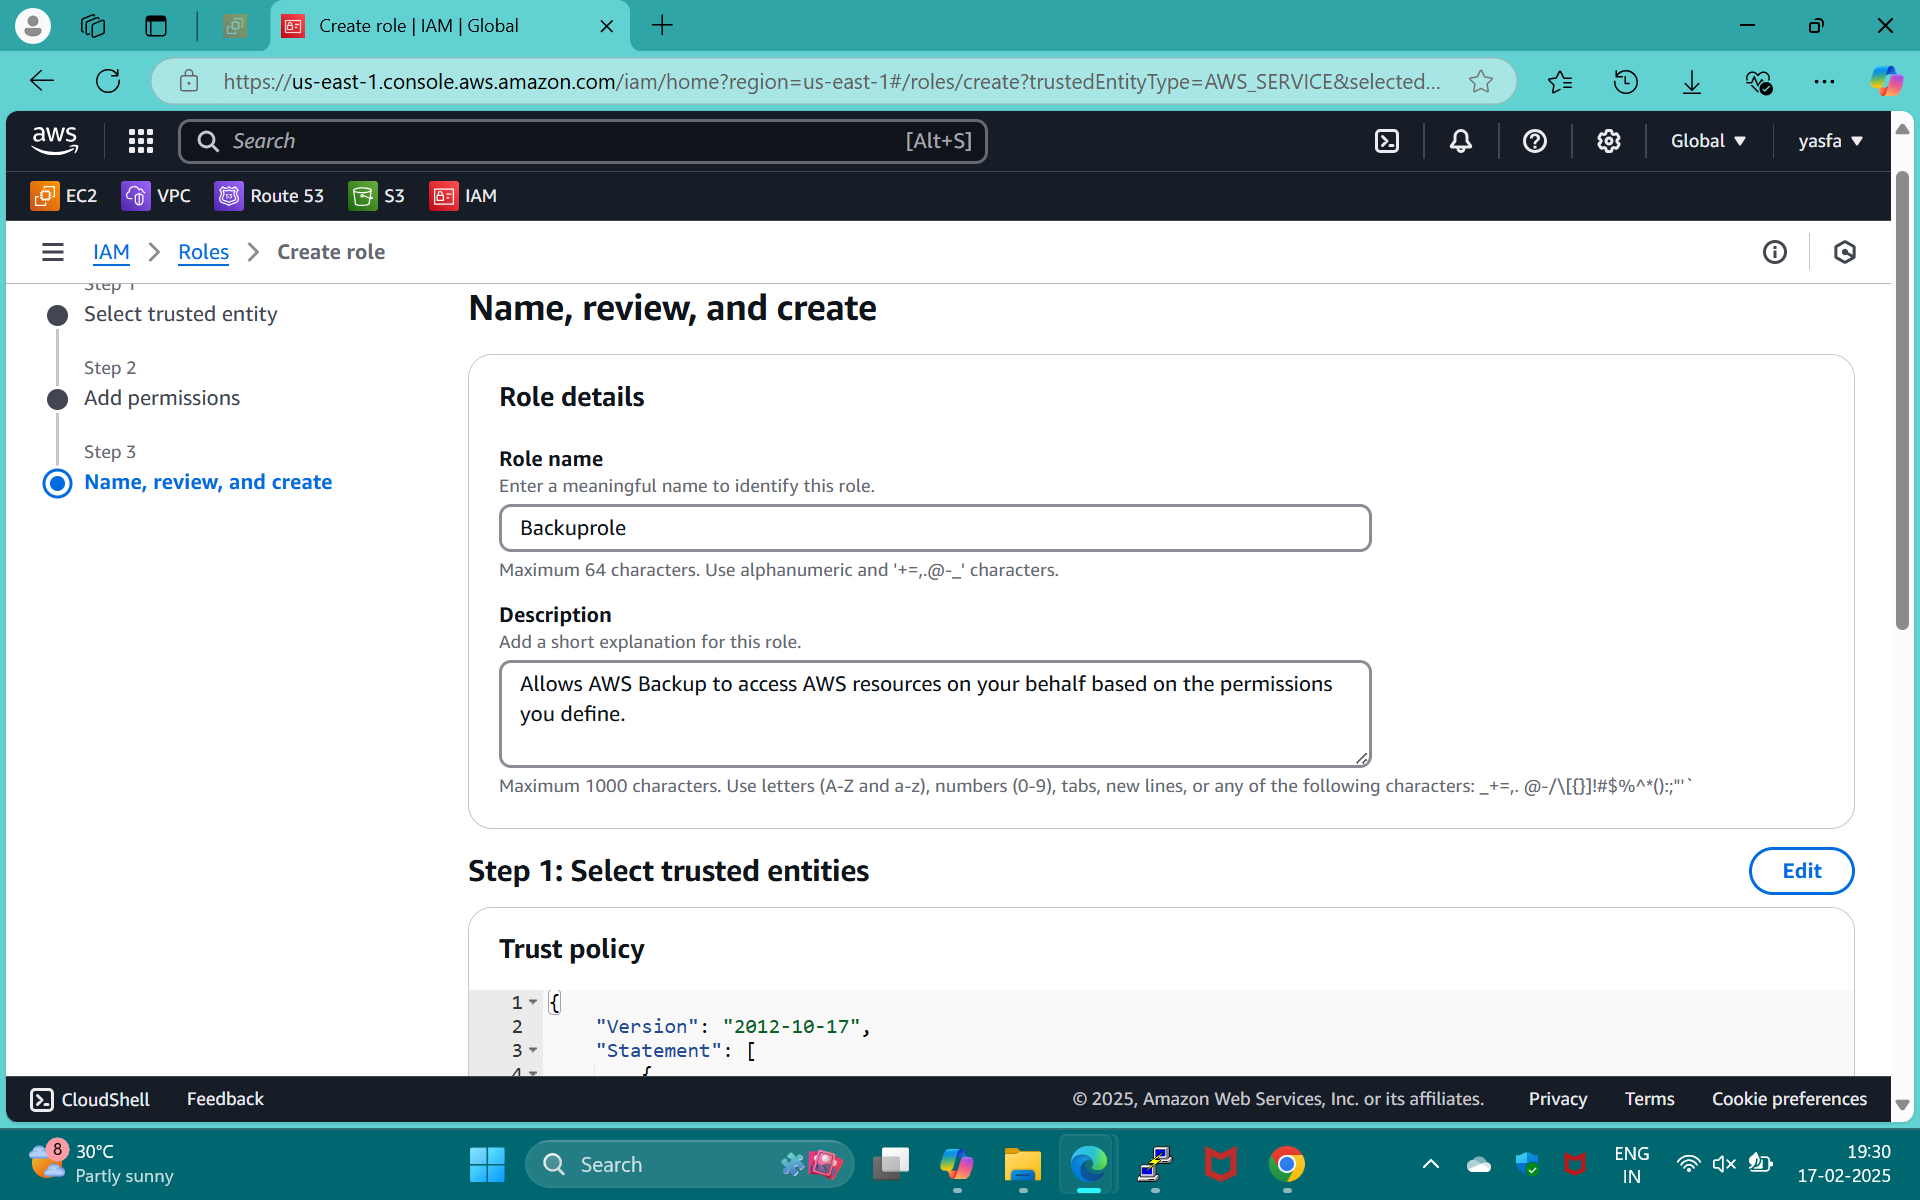 Create role | IAM | Global
https://us-east-1.console.aws.amazon.com/iam/home?region=us-east-1#/roles/create?trustedEntityType=AWS_SERVICE&selected...
aws
Search
[Alt+S]
Global
yasfa
EC2
VPC
Route 53
S3
IAM
IAM
Roles
Create role
Step 1
Select trusted entity
Step 2
Add permissions
Step 3
Name, review, and create
Name, review, and create
Role details
Role name
Enter a meaningful name to identify this role.
Backuprole
Maximum 64 characters. Use alphanumeric and '+=,.@-_' characters.
Description
Add a short explanation for this role.
Allows AWS Backup to access AWS resources on your behalf based on the permissions
you define.
Maximum 1000 characters. Use letters (A-Z and a-z), numbers (0-9), tabs, new lines, or any of the following characters: _+=,. @-/\[{}]!#$%^*();:"'`
Step 1: Select trusted entities
Edit
Trust policy
1 {
2 "Version": "2012-10-17",
3 "Statement": [
4 {
CloudShell
Feedback
© 2025, Amazon Web Services, Inc. or its affiliates.
Privacy
Terms
Cookie preferences
8
30°C
Partly sunny
Search
ENG
IN
19:30
17-02-2025